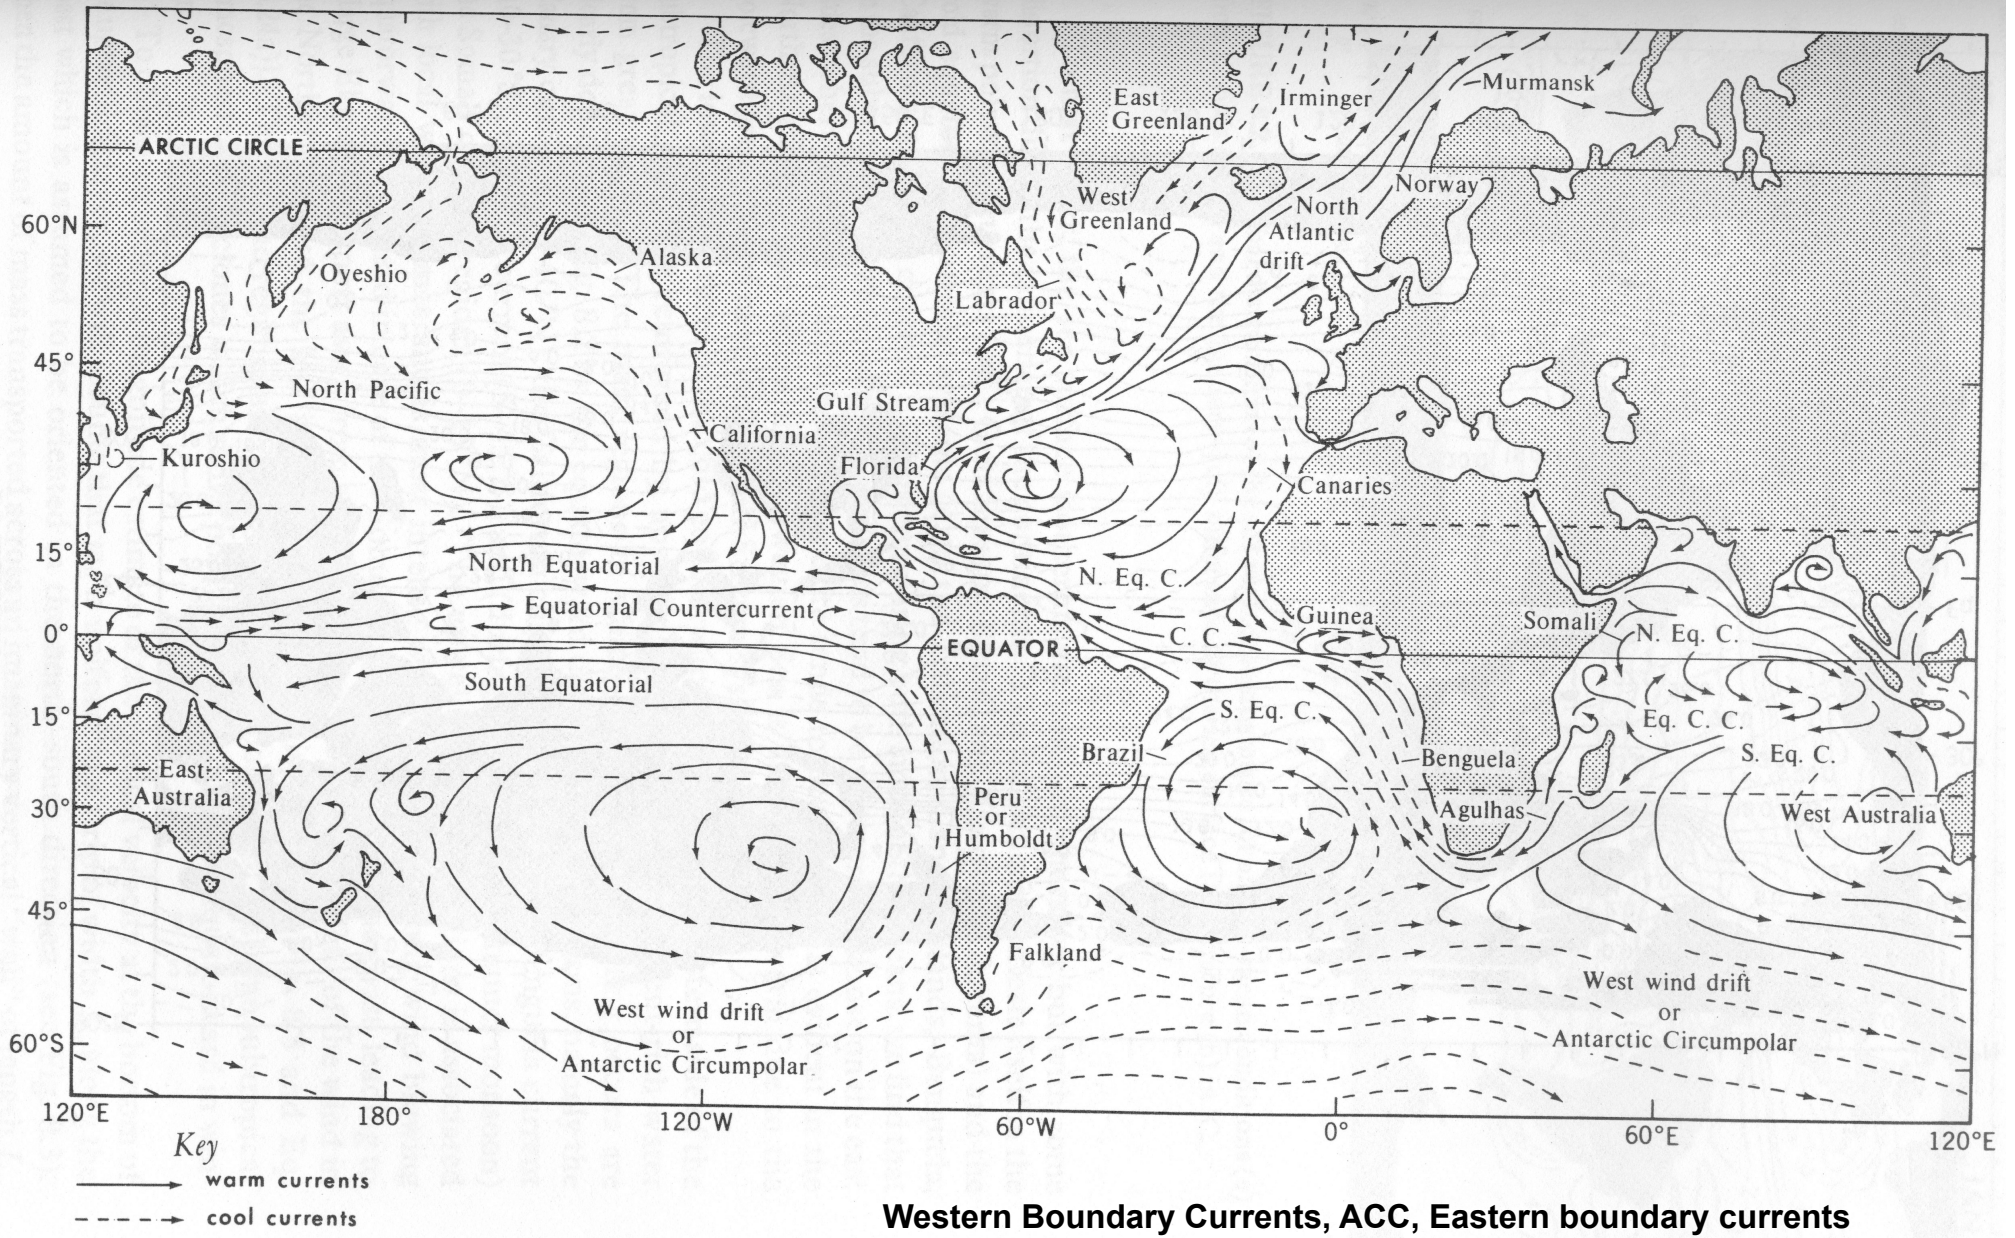 ARCTIC CIRCLE
60°N
45°
15°
0°
15°
30°
45°
60°S
Oyeshio
Alaska
North Pacific
Kuroshio
California
North Equatorial
Equatorial Countercurrent
South Equatorial
East
Australia
Peru
or
Humboldt
West wind drift
or
Antarctic Circumpolar
East
Greenland
Irminger
Murmansk
West
Greenland
Norway
North
Atlantic
drift
Labrador
Gulf Stream
Florida
Canaries
N. Eq. C.
C. C.
Guinea
EQUATOR
S. Eq. C.
Brazil
Benguela
Agulhas
Falkland
Somali
N. Eq. C.
Eq. C. C.
S. Eq. C.
West Australia
West wind drift
or
Antarctic Circumpolar
120°E
180°
120°W
60°W
0°
60°E
120°E
Key
warm currents
cool currents
Western Boundary Currents, ACC, Eastern boundary currents